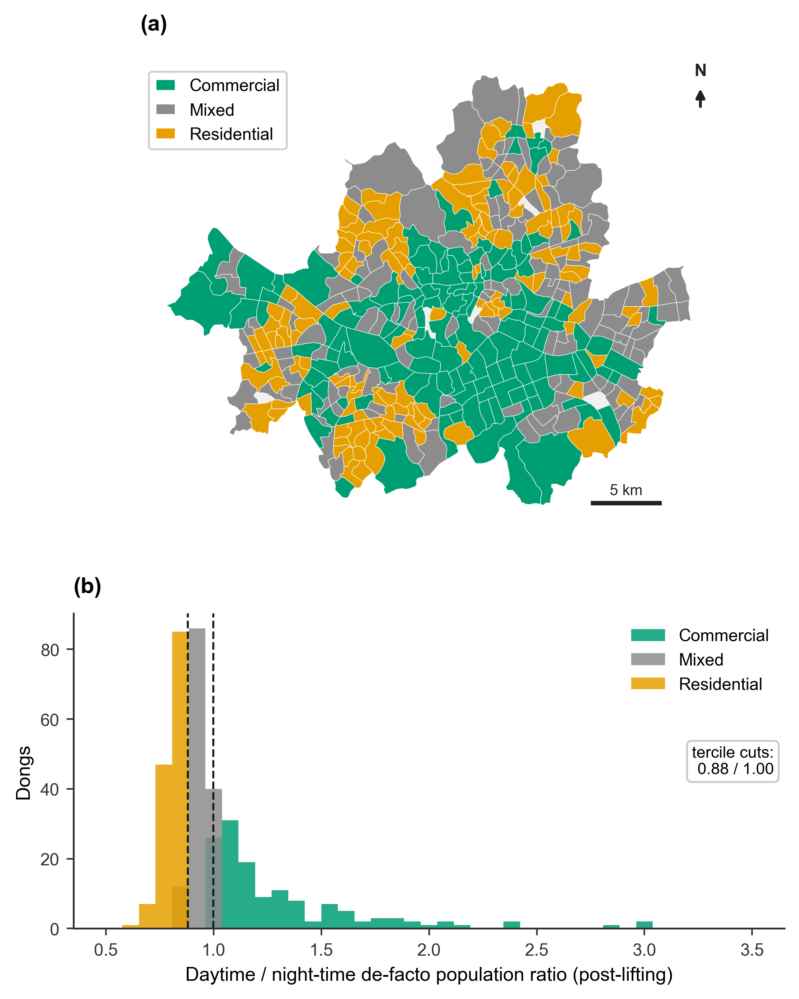 (a)
N
Commercial
Mixed
Residential
5 km
(b)
Commercial
Mixed
Residential
tercile cuts:
0.88 / 1.00
Dongs
80
60
40
20
0
0.5 1.0 1.5 2.0 2.5 3.0 3.5
Daytime / night-time de-facto population ratio (post-lifting)